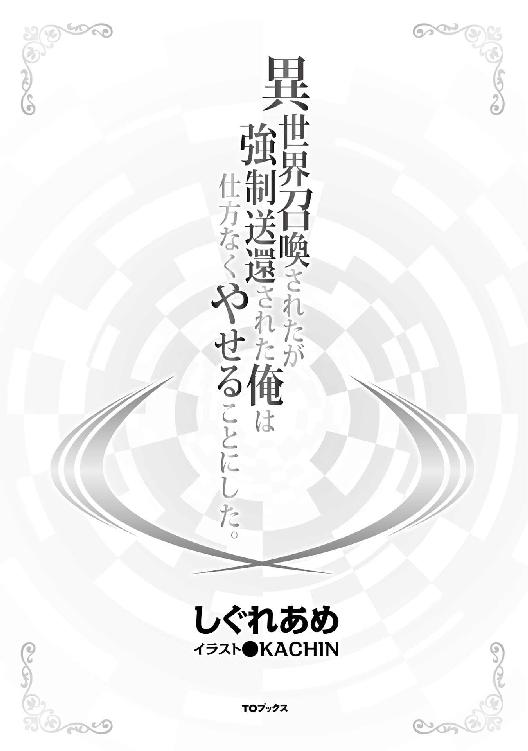 異世界召喚されたが
強制送還された俺は
仕方なくやせることにした。
しぐれあめ
イラスト●KACHIN
TOブックス